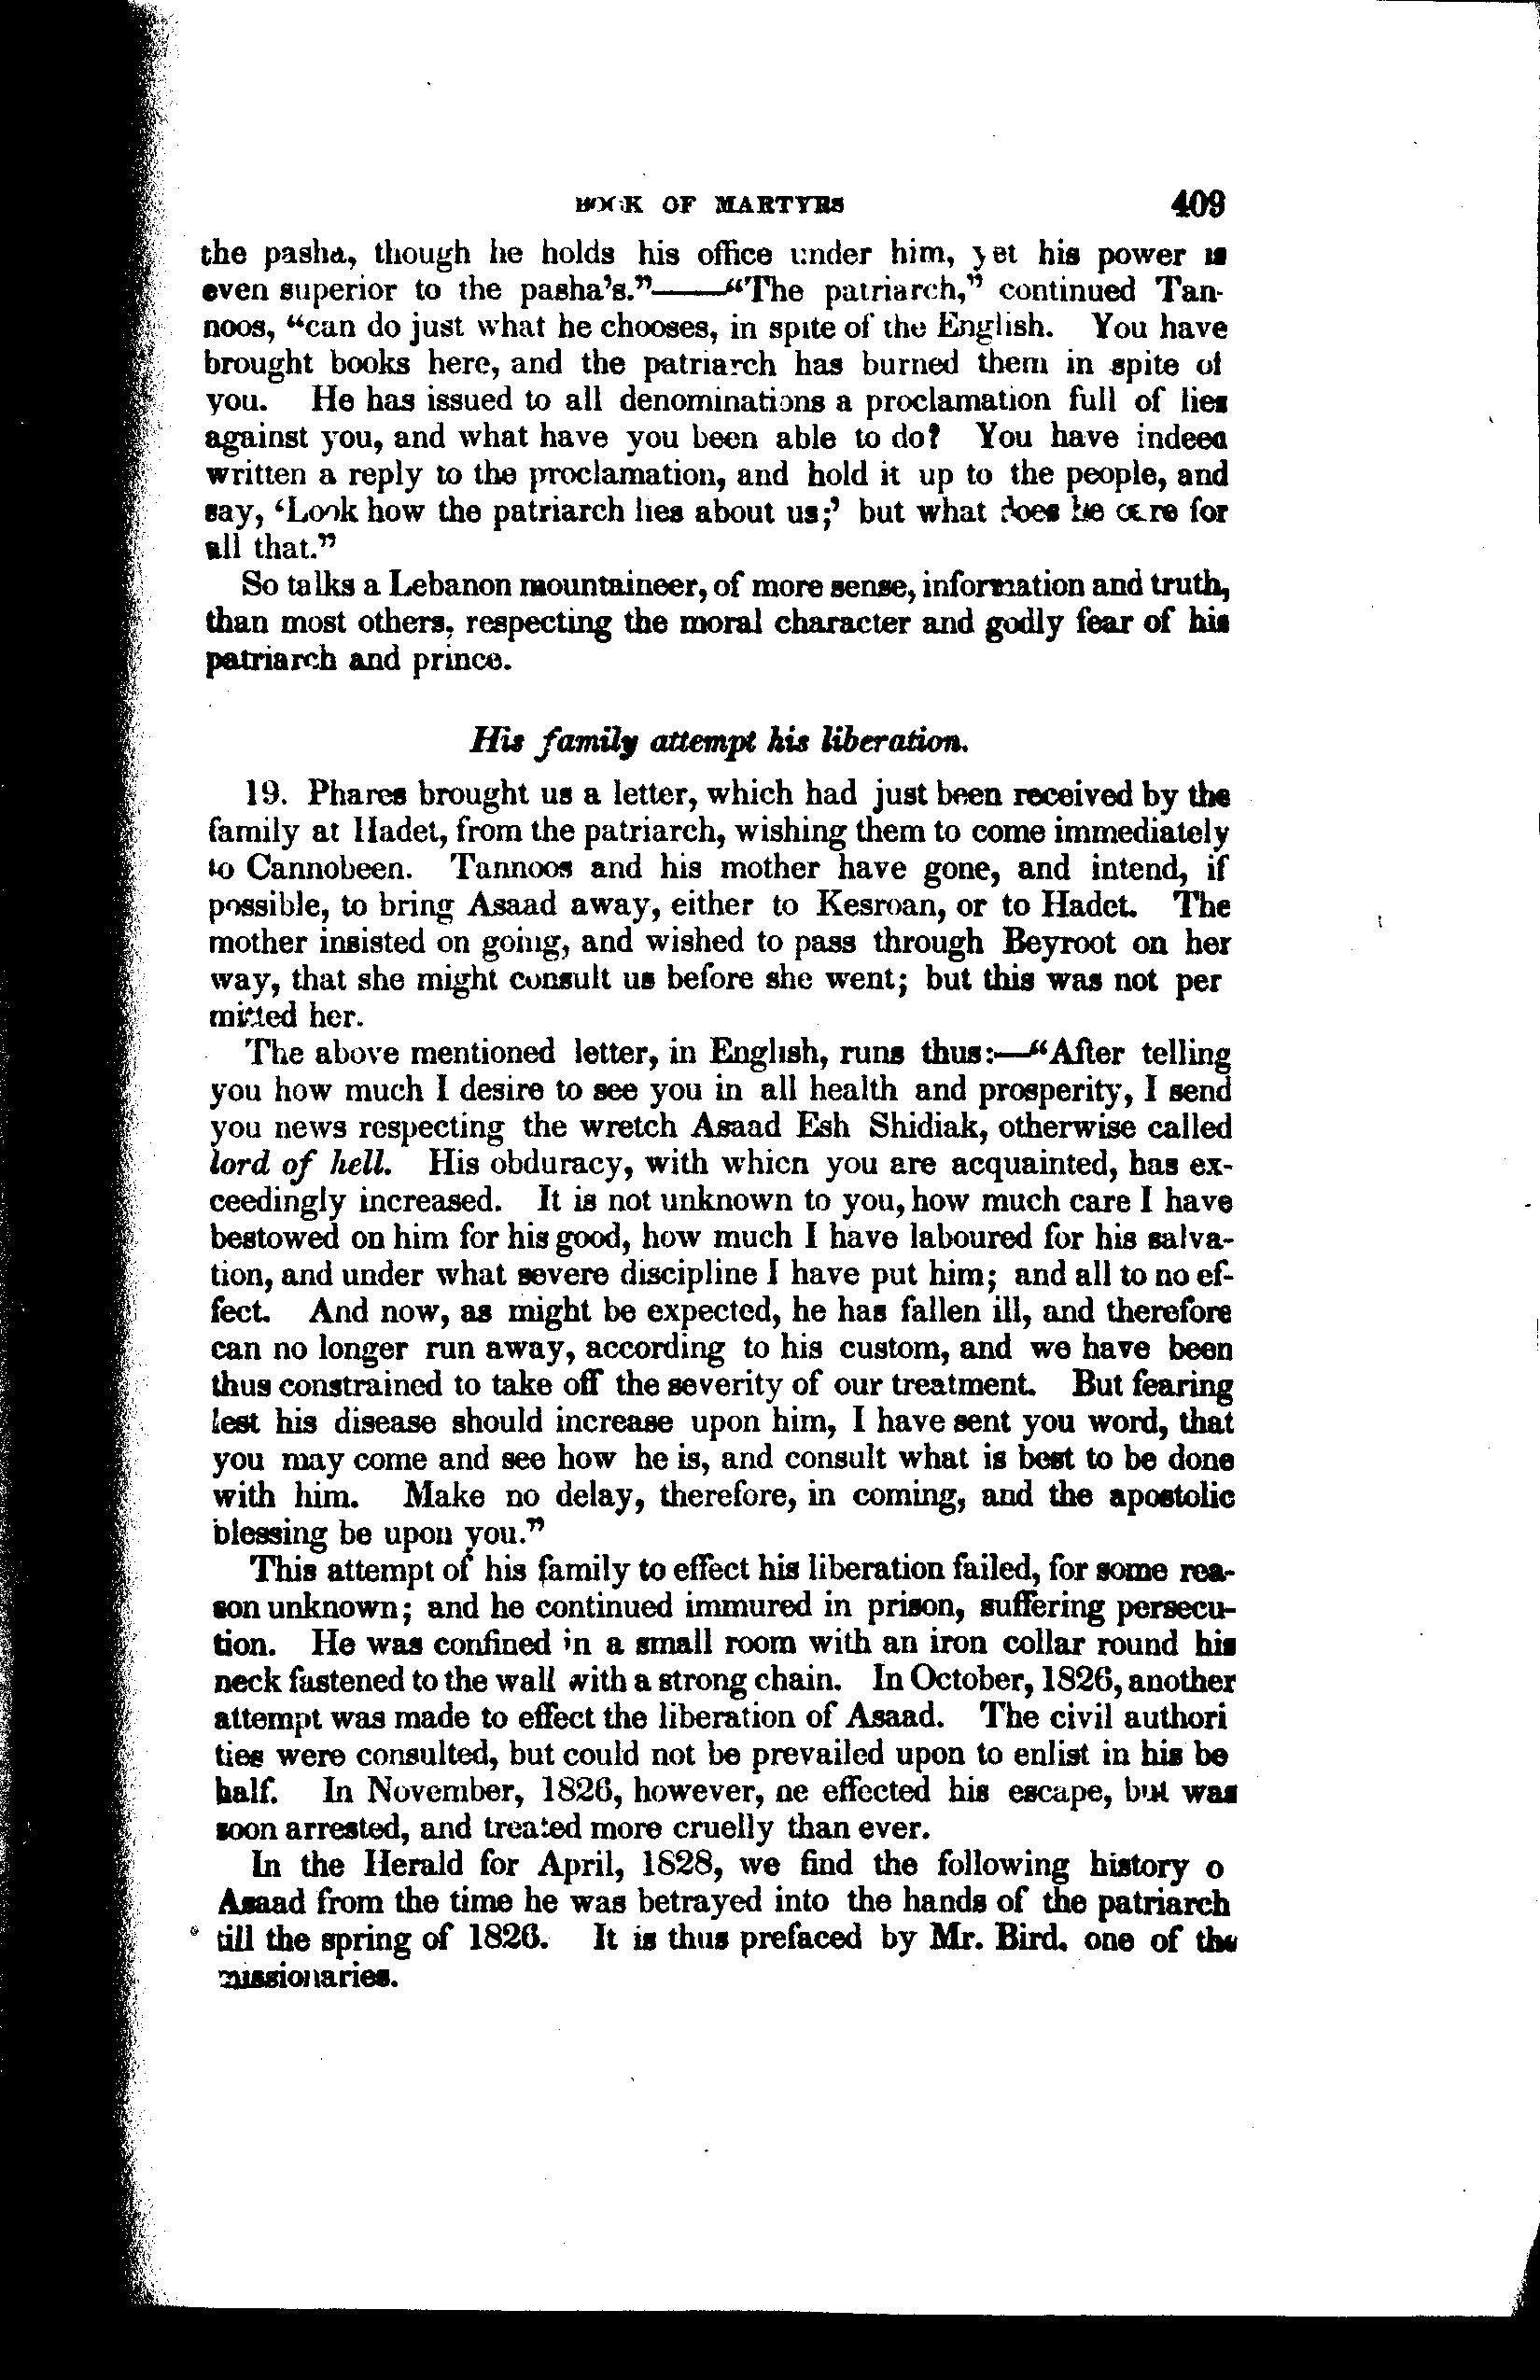 BOOK OF MARTYRS 409
the pasha, though he holds his office under him, yet his power is
even superior to the pasha's."——"The patriarch," continued Tan-
noos, "can do just what he chooses, in spite of the English. You have
brought books here, and the patriarch has burned them in spite of
you. He has issued to all denominations a proclamation full of lies
against you, and what have you been able to do? You have indeed
written a reply to the proclamation, and hold it up to the people, and
say, 'Look how the patriarch lies about us;' but what does he care for
all that."
So talks a Lebanon mountaineer, of more sense, information and truth,
than most others, respecting the moral character and godly fear of his
patriarch and prince.
His family attempt his liberation.
19. Phares brought us a letter, which had just been received by the
family at Hadet, from the patriarch, wishing them to come immediately
to Cannobeen. Tannoos and his mother have gone, and intend, if
possible, to bring Asaad away, either to Kesroan, or to Hadet. The
mother insisted on going, and wished to pass through Beyroot on her
way, that she might consult us before she went; but this was not per
mitted her.
The above mentioned letter, in English, runs thus:—"After telling
you how much I desire to see you in all health and prosperity, I send
you news respecting the wretch Asaad Esh Shidiak, otherwise called
lord of hell. His obduracy, with which you are acquainted, has ex-
ceedingly increased. It is not unknown to you, how much care I have
bestowed on him for his good, how much I have laboured for his salva-
tion, and under what severe discipline I have put him; and all to no ef-
fect. And now, as might be expected, he has fallen ill, and therefore
can no longer run away, according to his custom, and we have been
thus constrained to take off the severity of our treatment. But fearing
lest his disease should increase upon him, I have sent you word, that
you may come and see how he is, and consult what is best to be done
with him. Make no delay, therefore, in coming, and the apostolic
blessing be upon you."
This attempt of his family to effect his liberation failed, for some rea-
son unknown; and he continued immured in prison, suffering persecu-
tion. He was confined in a small room with an iron collar round his
neck fastened to the wall with a strong chain. In October, 1826, another
attempt was made to effect the liberation of Asaad. The civil authori
ties were consulted, but could not be prevailed upon to enlist in his be
half. In November, 1826, however, he effected his escape, but was
soon arrested, and treated more cruelly than ever.
In the Herald for April, 1828, we find the following history o
Asaad from the time he was betrayed into the hands of the patriarch
till the spring of 1826. It is thus prefaced by Mr. Bird, one of the
missionaries.